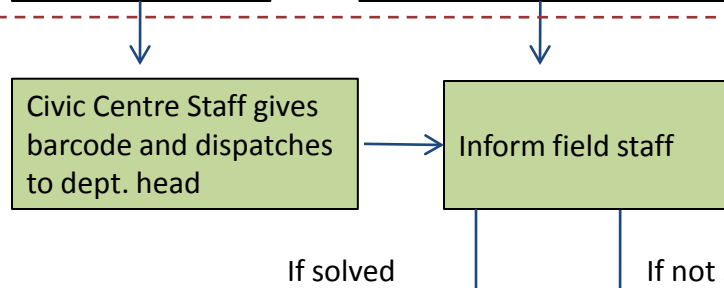 Civic Centre Staff gives
barcode and dispatches
to dept. head
Inform field staff
If solved
If not